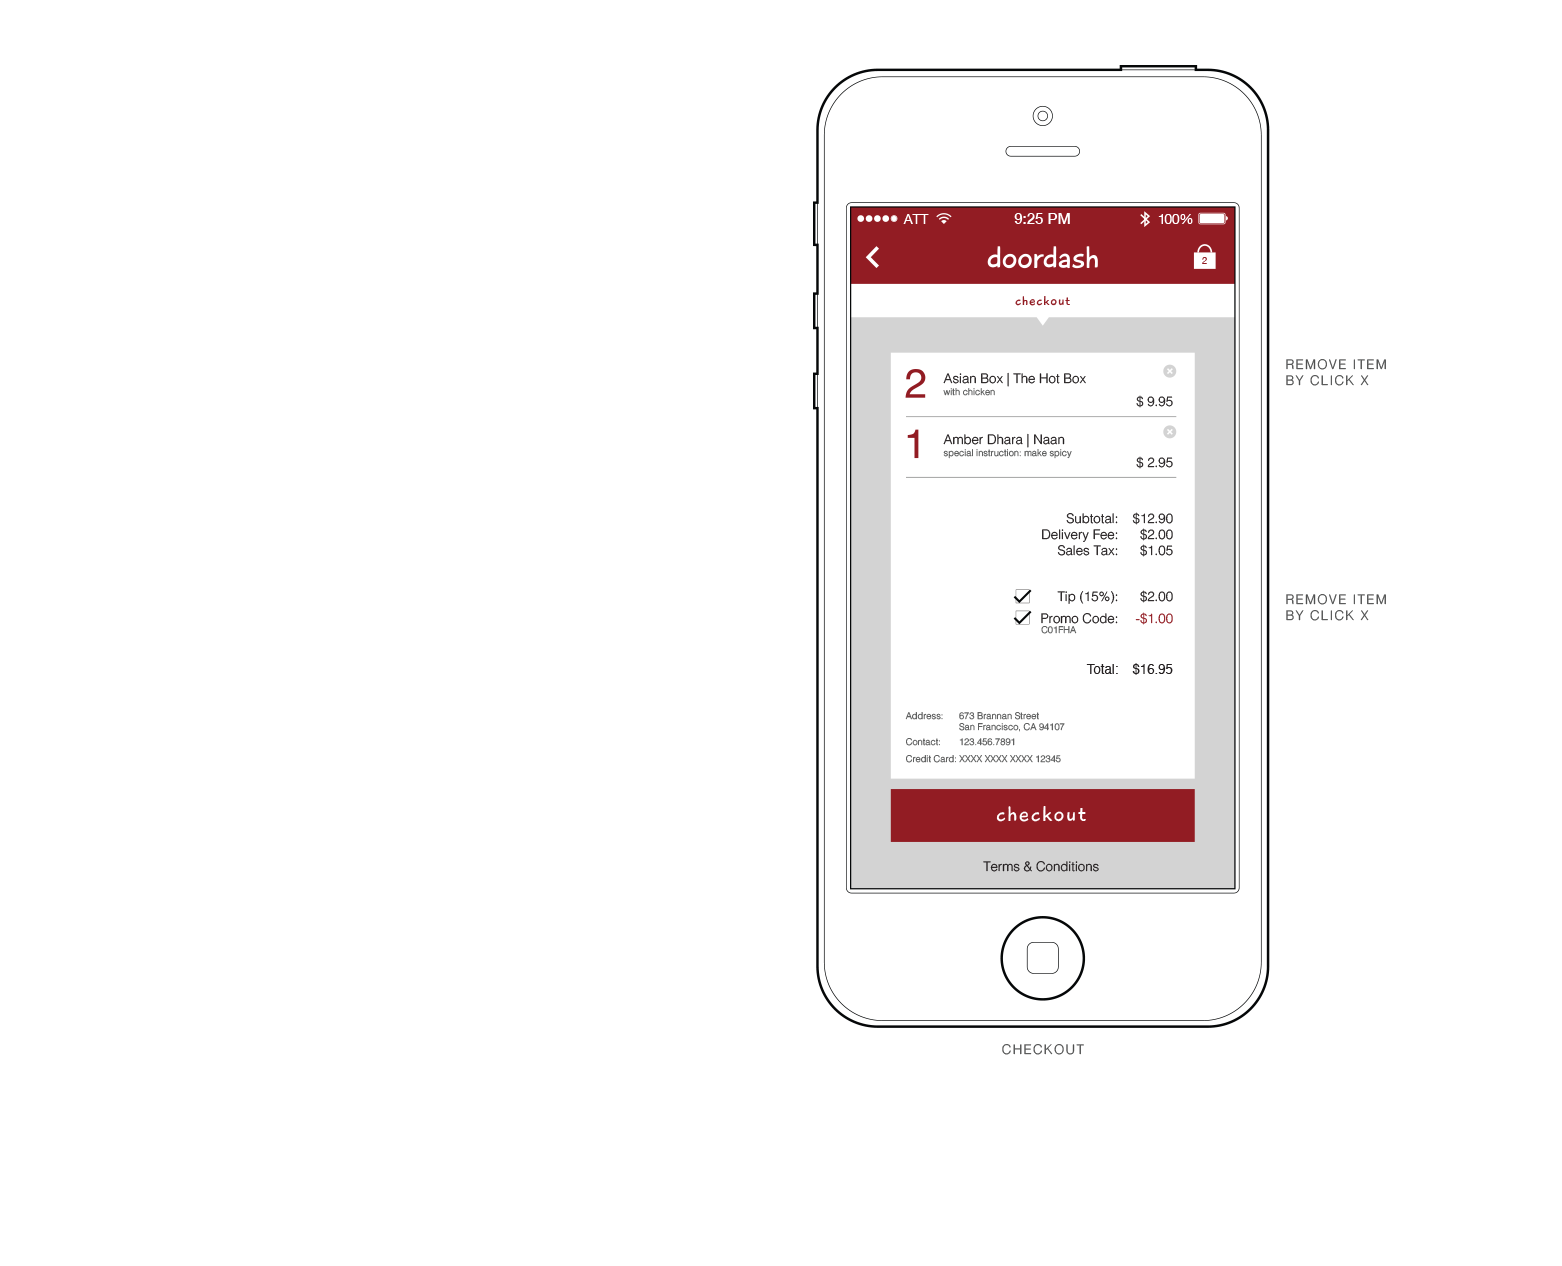 ATT 9:25 PM 100%
doordash 2
checkout
2 Asian Box | The Hot Box
with chicken
$ 9.95
1 Amber Dhara | Naan
special instruction: make spicy
$ 2.95
Subtotal: $12.90
Delivery Fee: $2.00
Sales Tax: $1.05
Tip (15%): $2.00
Promo Code: -$1.00
C01FHA
Total: $16.95
Address: 673 Brannan Street
San Francisco, CA 94107
Contact: 123.456.7891
Credit Card: XXXX XXXX XXXX 12345
checkout
Terms & Conditions
REMOVE ITEM
BY CLICK X
REMOVE ITEM
BY CLICK X
CHECKOUT